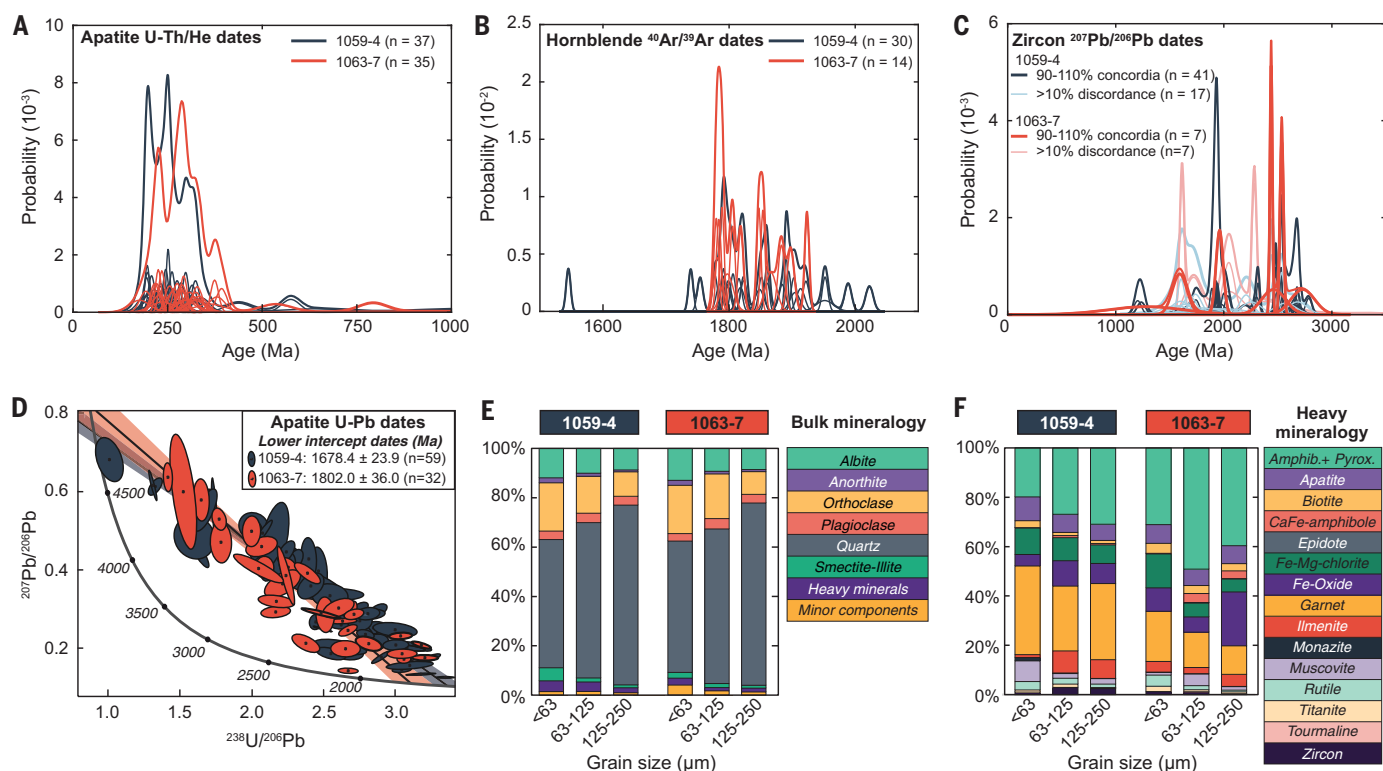 A
Apatite U-Th/He dates
1059-4 (n = 37)
1063-7 (n = 35)
Probability (10⁻³)
10
8
6
4
2
0
0
250
500
750
1000
Age (Ma)
B
Hornblende ⁴⁰Ar/³⁹Ar dates
1059-4 (n = 30)
1063-7 (n = 14)
Probability (10⁻²)
2.5
2
1.5
1
0.5
0
1600
1800
2000
Age (Ma)
C
Zircon ²⁰⁷Pb/²⁰⁶Pb dates
1059-4
90-110% concordia (n = 41)
>10% discordance (n = 17)
1063-7
90-110% concordia (n = 7)
>10% discordance (n=7)
Probability (10⁻³)
6
4
2
0
0
1000
2000
3000
Age (Ma)
D
Apatite U-Pb dates
Lower intercept dates (Ma)
1059-4: 1678.4 ± 23.9 (n=59)
1063-7: 1802.0 ± 36.0 (n=32)
²⁰⁷Pb/²⁰⁶Pb
0.8
0.6
0.4
0.2
4500
4000
3500
3000
2500
2000
1.0
1.5
2.0
2.5
3.0
²³⁸U/²⁰⁶Pb
E
1059-4
1063-7
Bulk mineralogy
100%
80%
60%
40%
20%
0%
Albite
Anorthite
Orthoclase
Plagioclase
Quartz
Smectite-Illite
Heavy minerals
Minor components
<63
63-125
125-250
<63
63-125
125-250
Grain size (µm)
F
1059-4
1063-7
Heavy
mineralogy
100%
80%
60%
40%
20%
0%
Amphib.+ Pyrox.
Apatite
Biotite
CaFe-amphibole
Epidote
Fe-Mg-chlorite
Fe-Oxide
Garnet
Ilmenite
Monazite
Muscovite
Rutile
Titanite
Tourmaline
Zircon
<63
63-125
125-250
<63
63-125
125-250
Grain size (µm)